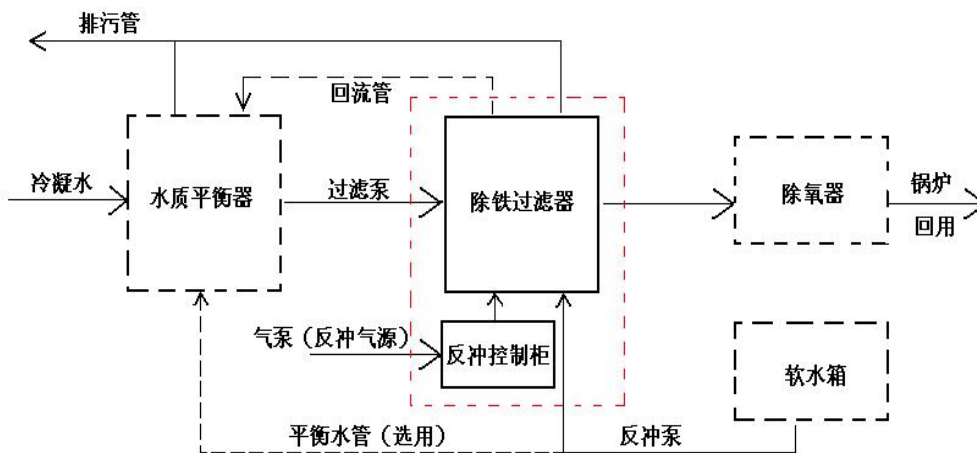 排污管
回流管
冷凝水
水质平衡器
过滤泵
除铁过滤器
除氧器
锅炉
回用
气泵（反冲气源）
反冲控制柜
软水箱
平衡水管（选用）
反冲泵